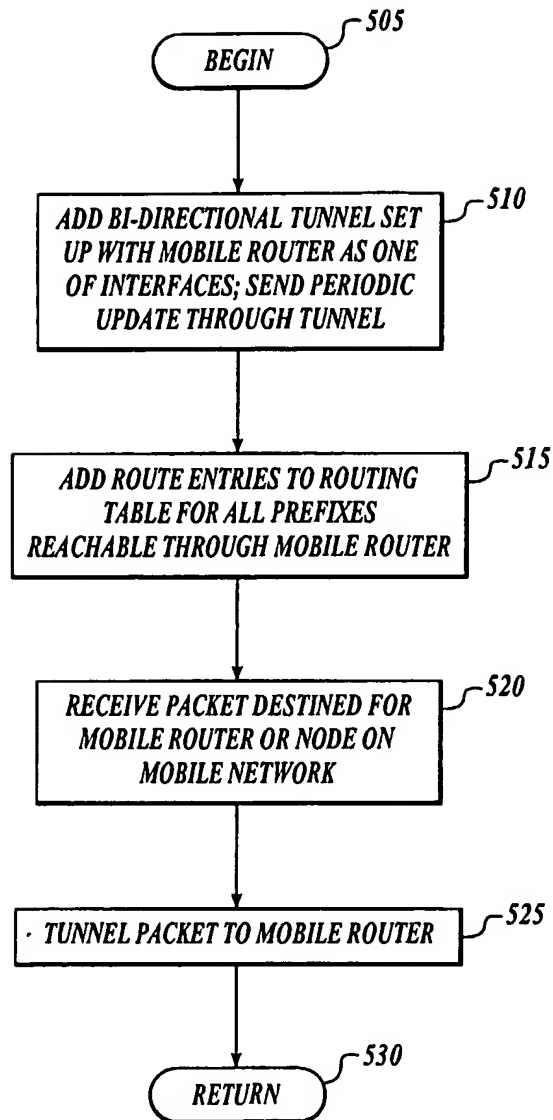 505
BEGIN
510
ADD BI-DIRECTIONAL TUNNEL SET
UP WITH MOBILE ROUTER AS ONE
OF INTERFACES; SEND PERIODIC
UPDATE THROUGH TUNNEL
515
ADD ROUTE ENTRIES TO ROUTING
TABLE FOR ALL PREFIXES
REACHABLE THROUGH MOBILE ROUTER
520
RECEIVE PACKET DESTINED FOR
MOBILE ROUTER OR NODE ON
MOBILE NETWORK
525
TUNNEL PACKET TO MOBILE ROUTER
530
RETURN